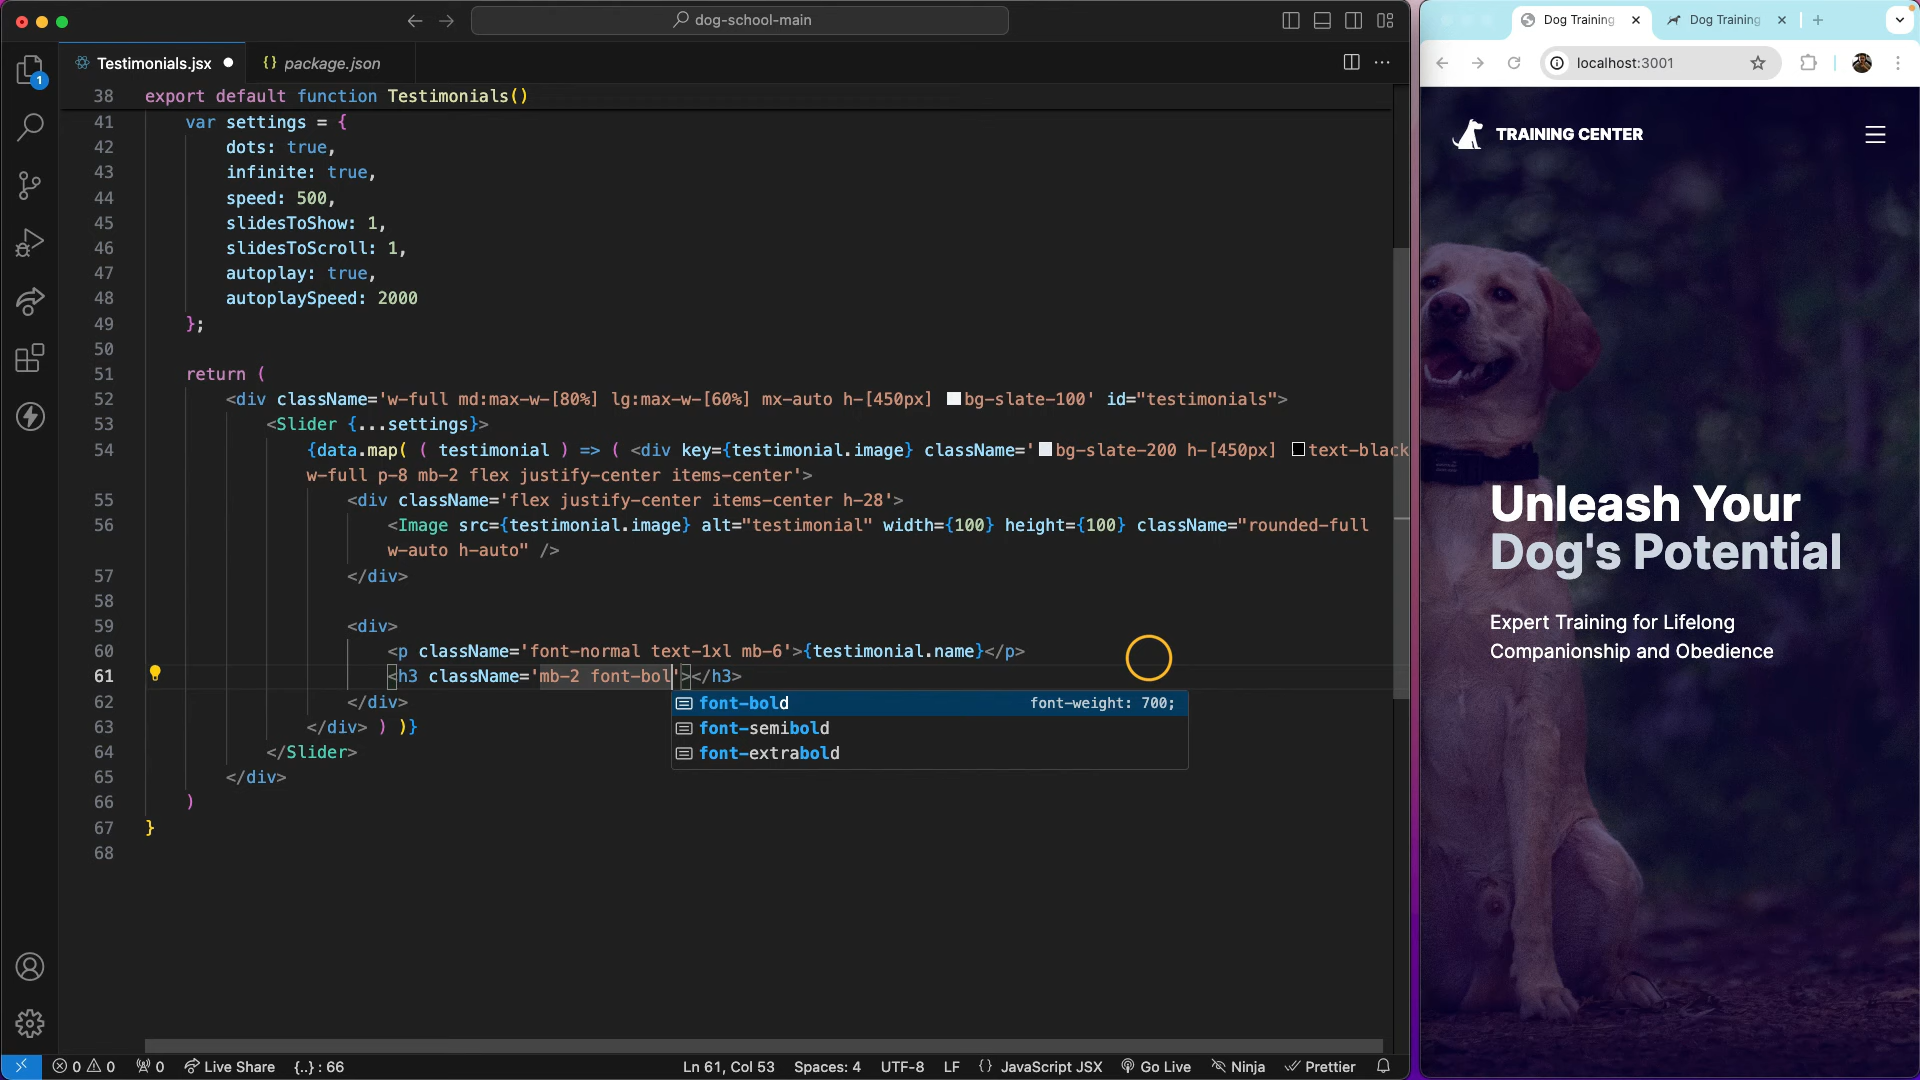 dog-school-main
Testimonials.jsx
{} package.json
38 export default function Testimonials()
41 var settings = {
42 dots: true,
43 infinite: true,
44 speed: 500,
45 slidesToShow: 1,
46 slidesToScroll: 1,
47 autoplay: true,
48 autoplaySpeed: 2000
49 };
50
51 return (
52 <div className='w-full md:max-w-[80%] lg:max-w-[60%] mx-auto h-[450px] bg-slate-100' id="testimonials">
53 <Slider {...settings}>
54 {data.map( ( testimonial ) => ( <div key={testimonial.image} className='bg-slate-200 h-[450px] text-black
w-full p-8 mb-2 flex justify-center items-center'>
55 <div className='flex justify-center items-center h-28'>
56 <Image src={testimonial.image} alt="testimonial" width={100} height={100} className="rounded-full
w-auto h-auto" />
57 </div>
58
59 <div>
60 <p className='font-normal text-1xl mb-6'>{testimonial.name}</p>
61 <h3 className='mb-2 font-bol'></h3>
font-bold font-weight: 700;
font-semibold
font-extrabold
62 </div>
63 </div> ) )}
64 </Slider>
65 </div>
66 )
67 }
68
1
0 0 0 Live Share {..} : 66 Ln 61, Col 53 Spaces: 4 UTF-8 LF {} JavaScript JSX Go Live Ninja Prettier
Dog Training
Dog Training
localhost:3001
TRAINING CENTER
Unleash Your
Dog's Potential
Expert Training for Lifelong
Companionship and Obedience